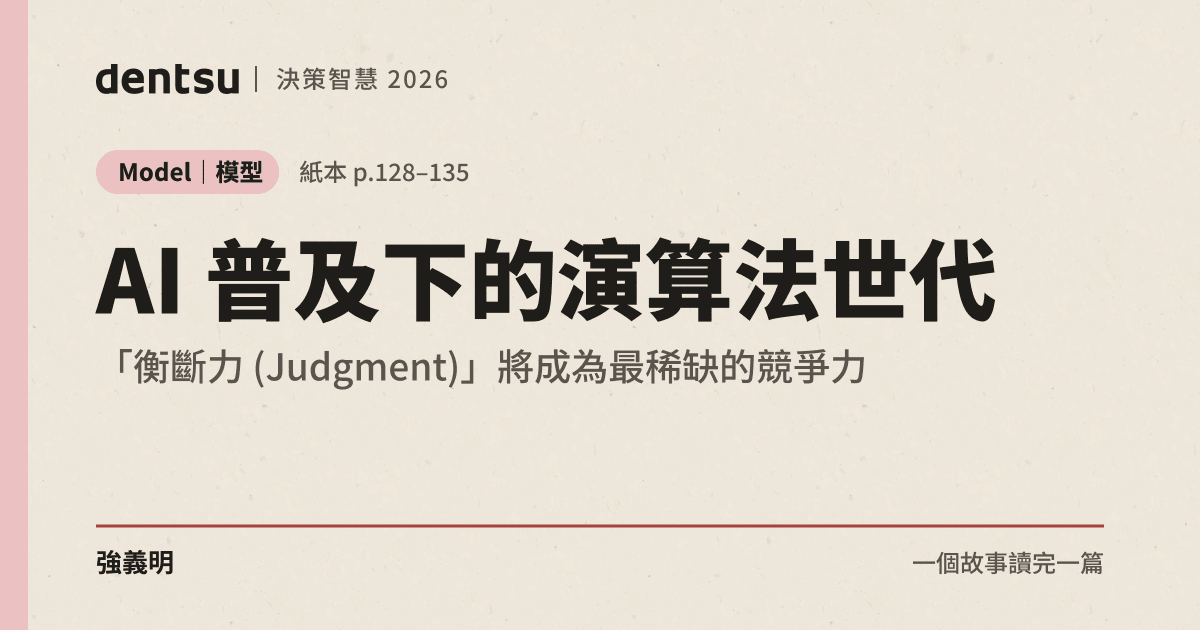 dentsu｜決策智慧 2026
Model｜模型 紙本 p.128–135
AI 普及下的演算法世代
「衡斷力 (Judgment)」將成為最稀缺的競爭力
強義明
一個故事讀完一篇